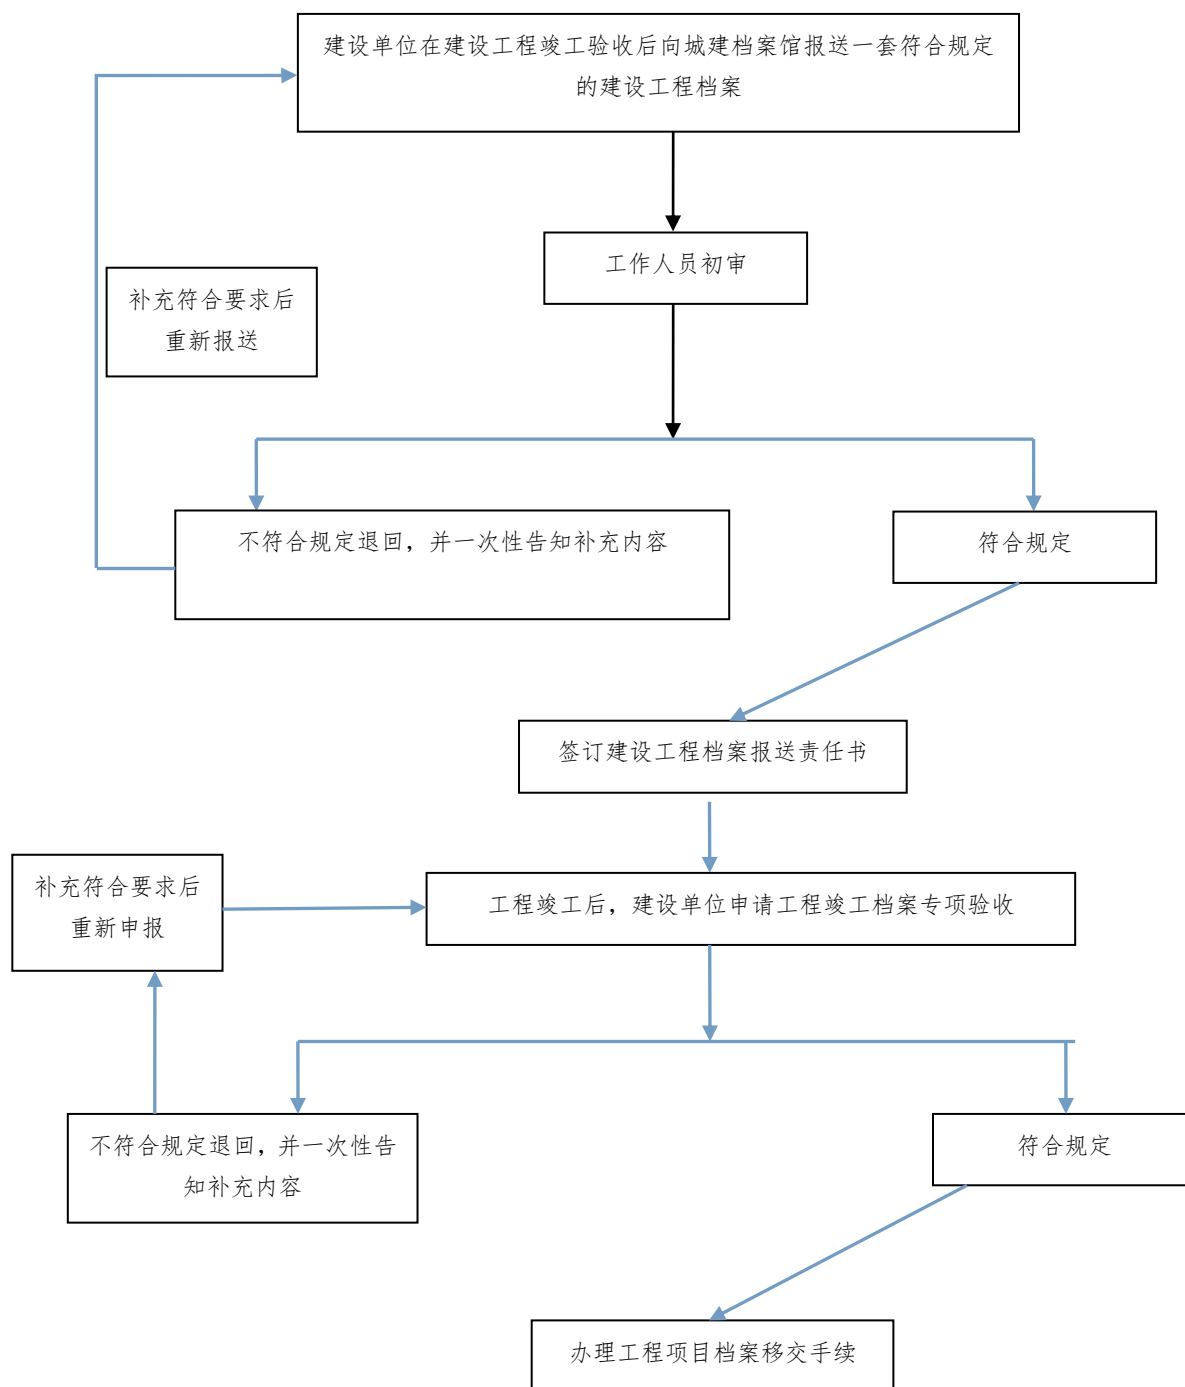 建设单位在建设工程竣工验收后向城建档案馆报送一套符合规定
的建设工程档案
工作人员初审
补充符合要求后
重新报送
不符合规定退回，并一次性告知补充内容
符合规定
签订建设工程档案报送责任书
补充符合要求后
重新申报
工程竣工后，建设单位申请工程竣工档案专项验收
不符合规定退回，并一次性告
知补充内容
符合规定
办理工程项目档案移交手续